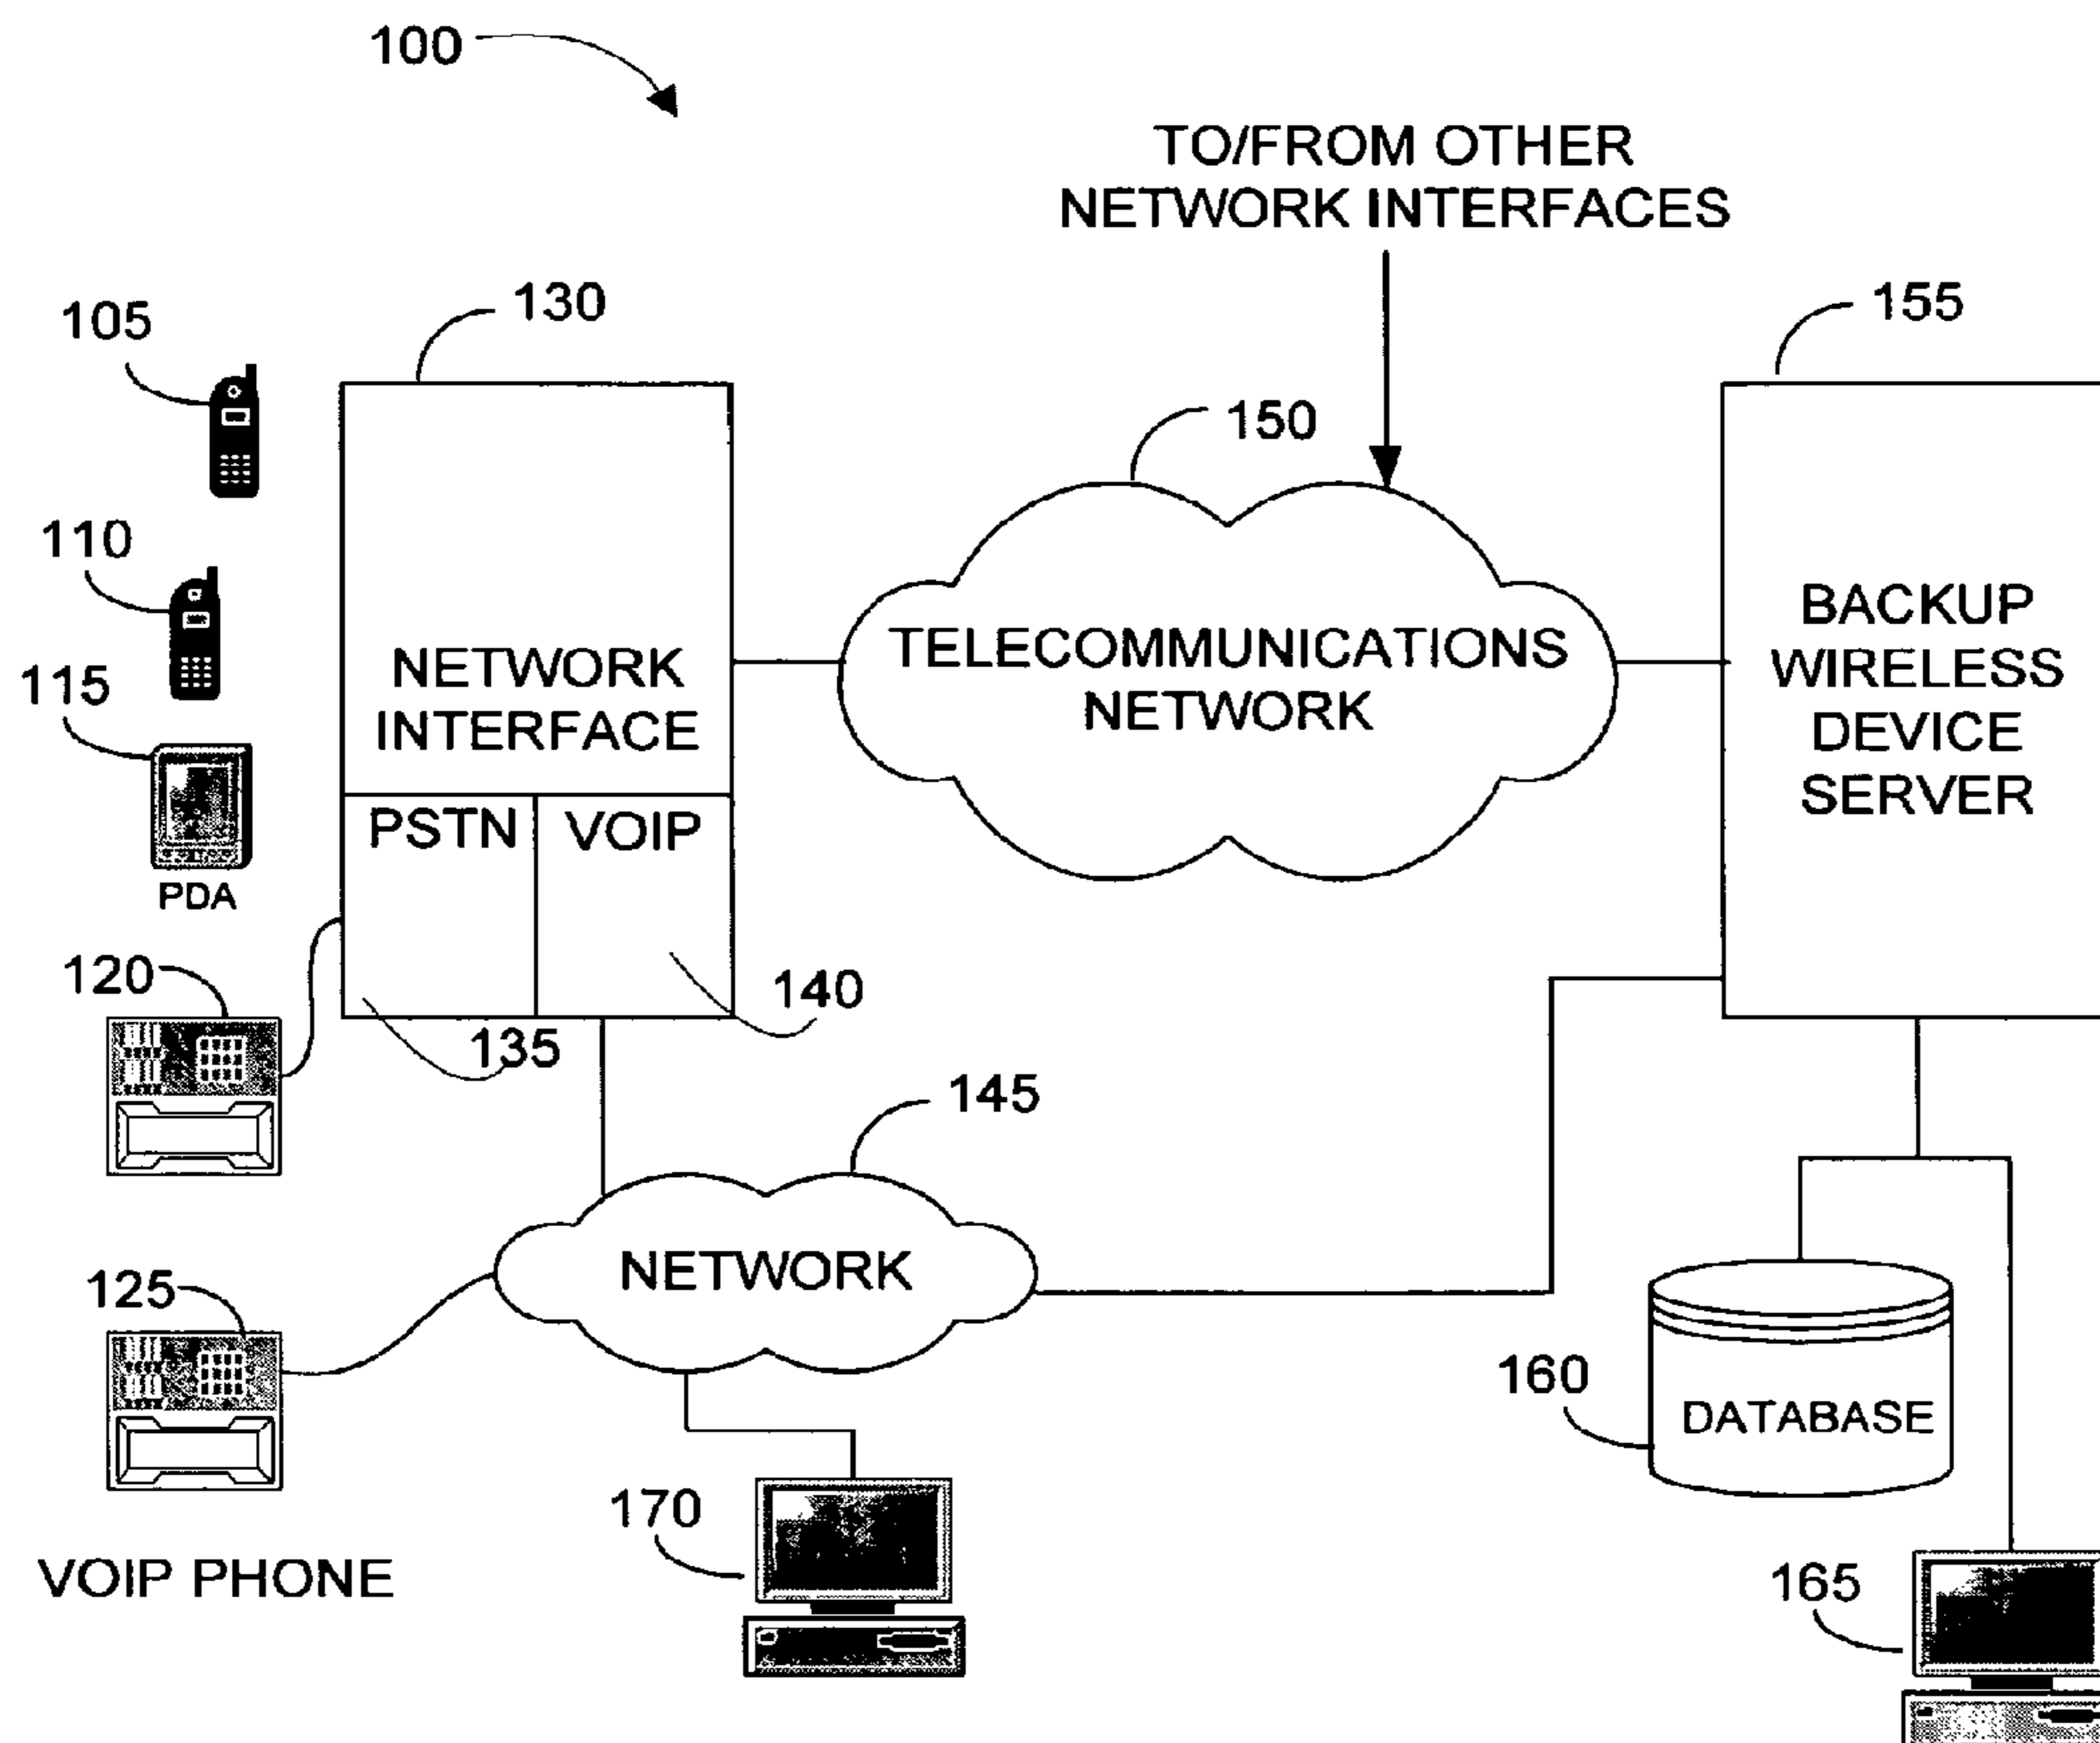 100
TO/FROM OTHER
NETWORK INTERFACES
105
130
155
150
110
BACKUP
WIRELESS
DEVICE
SERVER
TELECOMMUNICATIONS
NETWORK
NETWORK
INTERFACE
115
PSTN
VOIP
PDA
120
140
135
145
NETWORK
125
160
DATABASE
170
VOIP PHONE
165